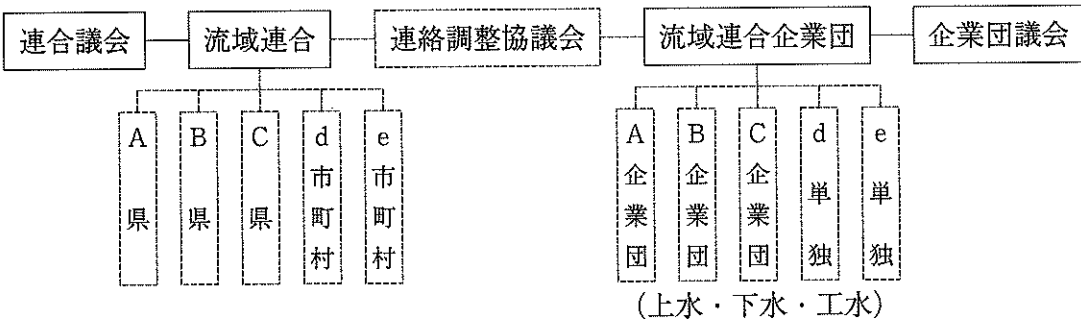 連合議会
流域連合
連絡調整協議会
流域連合企業団
企業団議会
A県
B県
C県
d市町村
e市町村
A企業団
B企業団
C企業団
d単独
e単独
(上水・下水・工水)